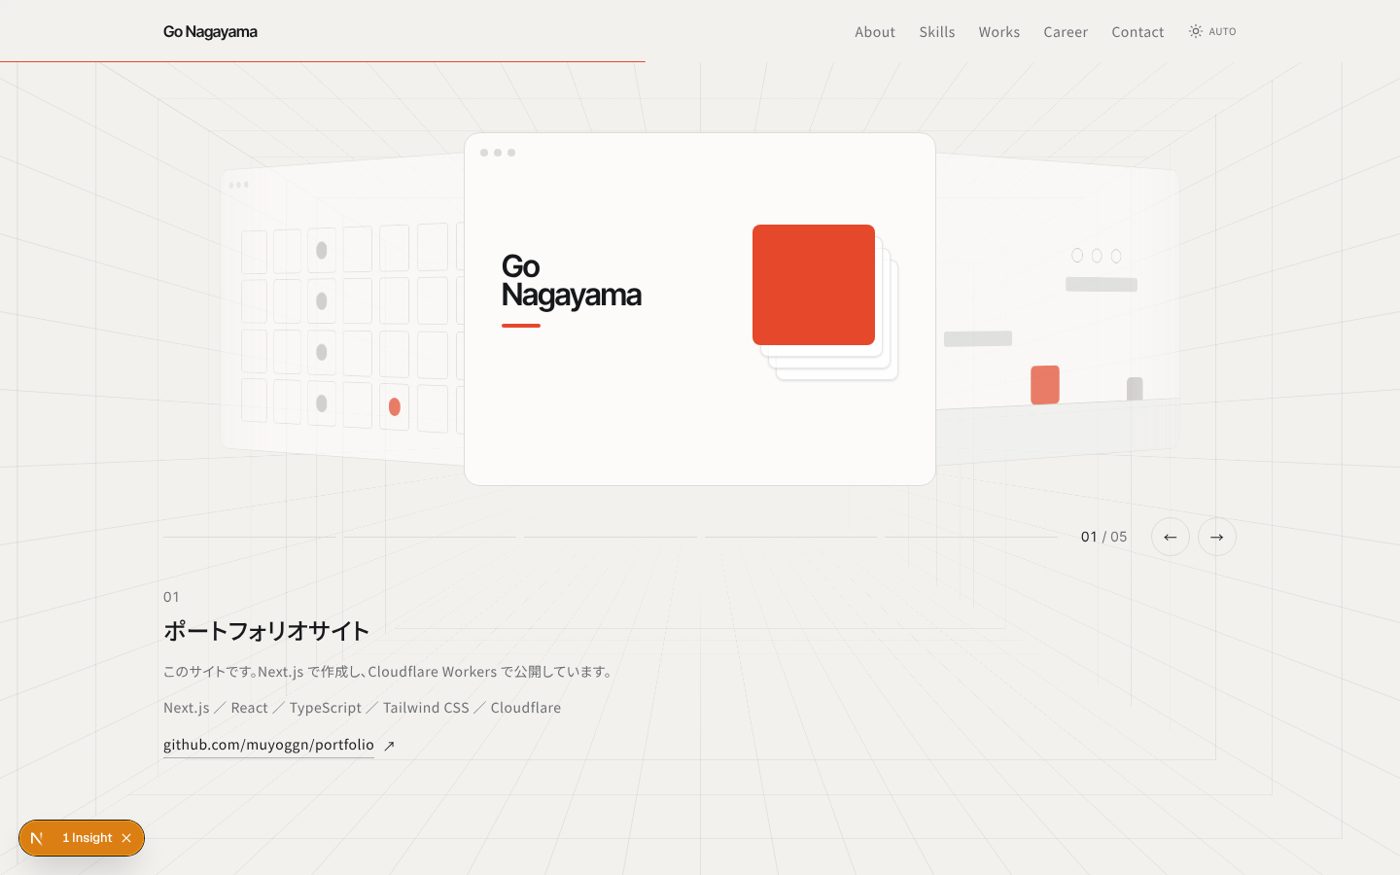 Go Nagayama
About
Skills
Works
Career
Contact
AUTO
Go
Nagayama
01 / 05
← →
01
ポートフォリオサイト
このサイトです。Next.js で作成し、Cloudflare Workers で公開しています。
Next.js ／ React ／ TypeScript ／ Tailwind CSS ／ Cloudflare
github.com/muyoggn/portfolio ↗
N 1 Insight ×